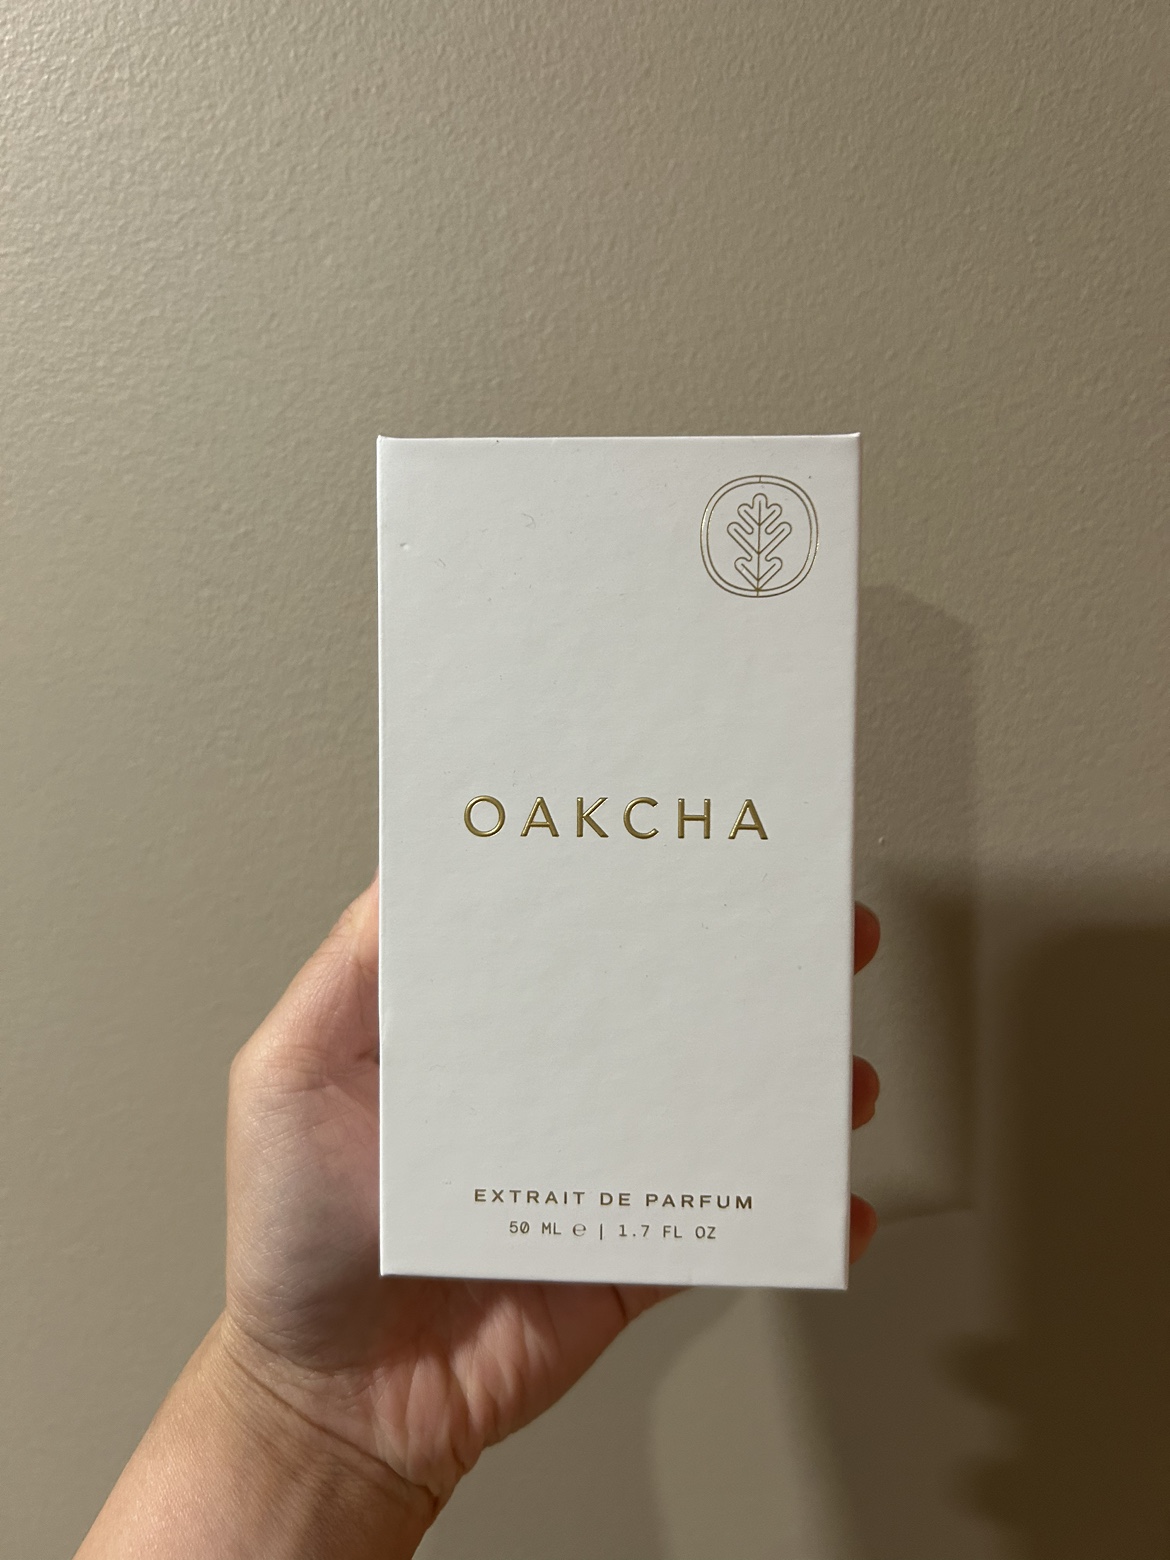 OAKCHA
EXTRAIT DE PARFUM
50 ML ℮ | 1.7 FL OZ